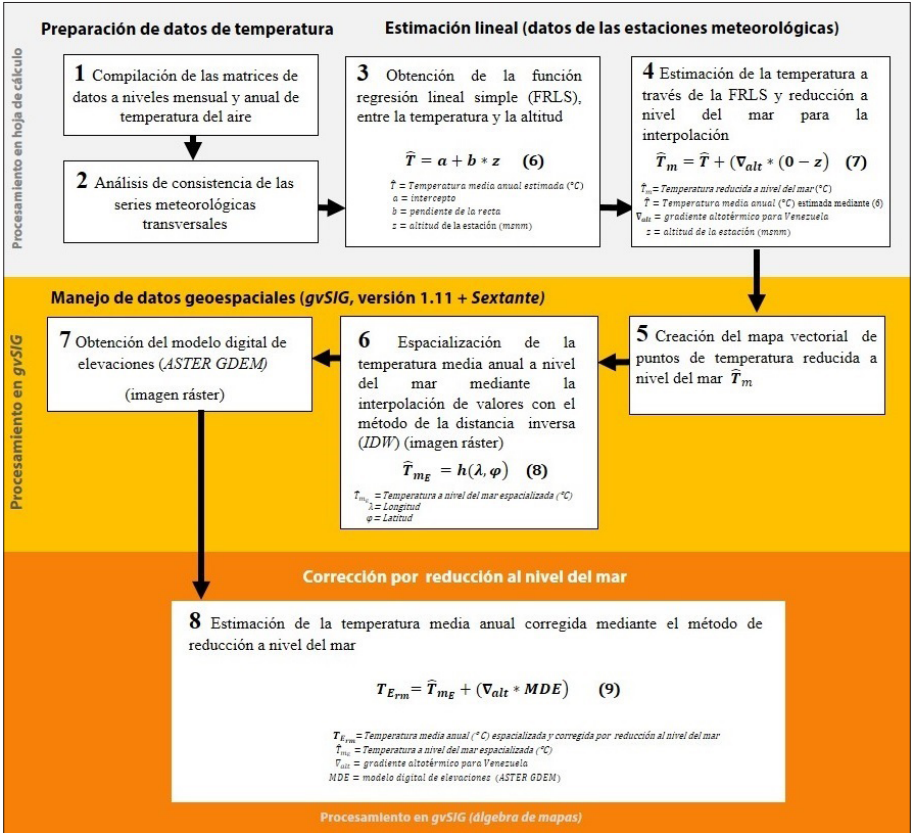 Preparación de datos de temperatura
Estimación lineal (datos de las estaciones meteorológicas)
Procesamiento en hoja de cálculo
1 Compilación de las matrices de
datos a niveles mensual y anual de
temperatura del aire
2 Análisis de consistencia de las
series meteorológicas
transversales
3 Obtención de la función
regresión lineal simple (FRLS),
entre la temperatura y la altitud
T̂ = a + b * z (6)
T̂ = Temperatura media anual estimada (°C)
a = intercepto
b = pendiente de la recta
z = altitud de la estación (msnm)
4 Estimación de la temperatura a
través de la FRLS y reducción a
nivel del mar para la
interpolación
T̂m = T̂ + (∇alt * (0 − z) (7)
T̂m = Temperatura reducida a nivel del mar (°C)
T̂ = Temperatura media anual (°C) estimada mediante (6)
∇alt = gradiente altotérmico para Venezuela
z = altitud de la estación (msnm)
Manejo de datos geoespaciales (gvSIG, versión 1.11 + Sextante)
Procesamiento en gvSIG
7 Obtención del modelo digital de
elevaciones (ASTER GDEM)
(imagen ráster)
6 Espacialización de la
temperatura media anual a nivel
del mar mediante la
interpolación de valores con el
método de la distancia inversa
(IDW) (imagen ráster)
T̂mE = h(λ, φ) (8)
T̂mE = Temperatura a nivel del mar espacializada (°C)
λ = Longitud
φ = Latitud
5 Creación del mapa vectorial de
puntos de temperatura reducida a
nivel del mar T̂m
Corrección por reducción al nivel del mar
8 Estimación de la temperatura media anual corregida mediante el método de
reducción a nivel del mar
TErm = T̂mE + (∇alt * MDE) (9)
TErm = Temperatura media anual (°C) espacializada y corregida por reducción al nivel del mar
T̂mE = Temperatura a nivel del mar espacializada (°C)
∇alt = gradiente altotérmico para Venezuela
MDE = modelo digital de elevaciones (ASTER GDEM)
Procesamiento en gvSIG (álgebra de mapas)